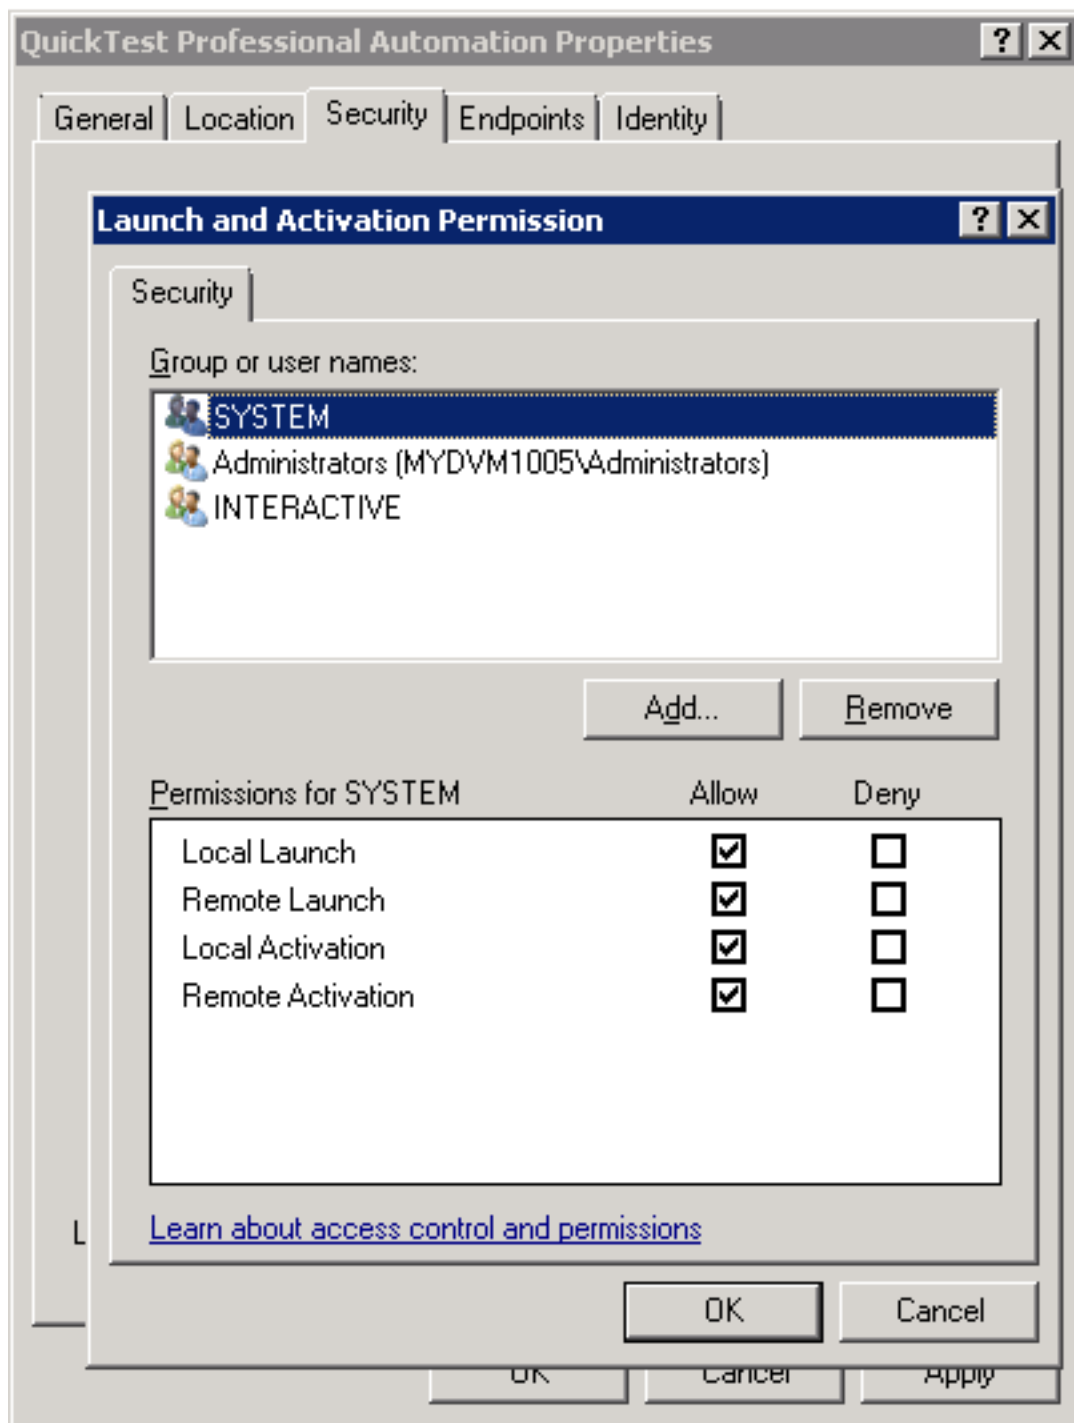 QuickTest Professional Automation Properties
General Location Security Endpoints Identity
Launch and Activation Permission
Security
Group or user names:
SYSTEM
Administrators (MYDVM1005\Administrators)
INTERACTIVE
Add... Remove
Permissions for SYSTEM Allow Deny
Local Launch
Remote Launch
Local Activation
Remote Activation
Learn about access control and permissions
L
OK Cancel
OK Cancel Apply